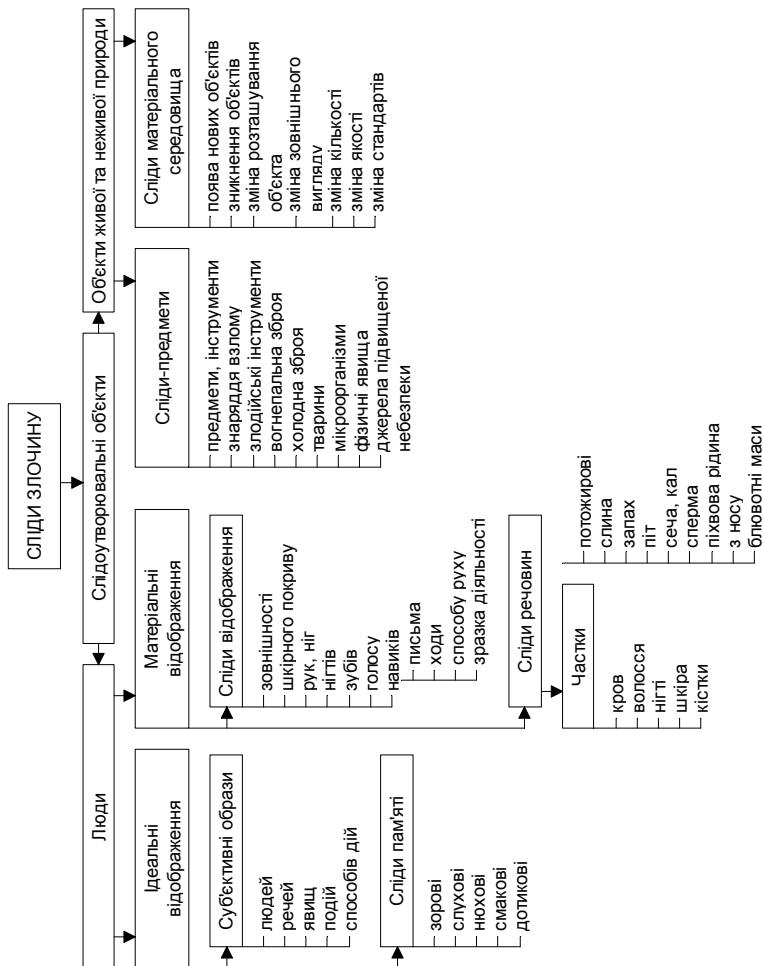 СЛІДИ ЗЛОЧИНУ
Слідоутворювальні об'єкти
Люди
Об'єкти живої та неживої природи
Ідеальні
відображення
Матеріальні
відображення
Сліди-предмети
Сліди матеріального
середовища
Суб'єктивні образи
людей
речей
явищ
подій
способів дій
Сліди пам'яті
зорові
слухові
нюхові
смакові
дотикові
Сліди відображення
зовнішності
шкірного покриву
рук, ніг
нігтів
зубів
голосу
навиків
письма
ходи
способу руху
зразка діяльності
Сліди речовин
Частки
кров
волосся
нігті
шкіра
кістки
потожирові
слина
запах
піт
сеча, кал
сперма
піхвова рідина
з носу
блювотні маси
предмети, інструменти
знаряддя взлому
злодійські інструменти
вогнепальна зброя
холодна зброя
тварини
мікроорганізми
фізичні явища
джерела підвищеної
небезпеки
поява нових об'єктів
зникнення об'єктів
зміна розташування
об'єкта
зміна зовнішнього
вигляду
зміна кількості
зміна якості
зміна стандартів